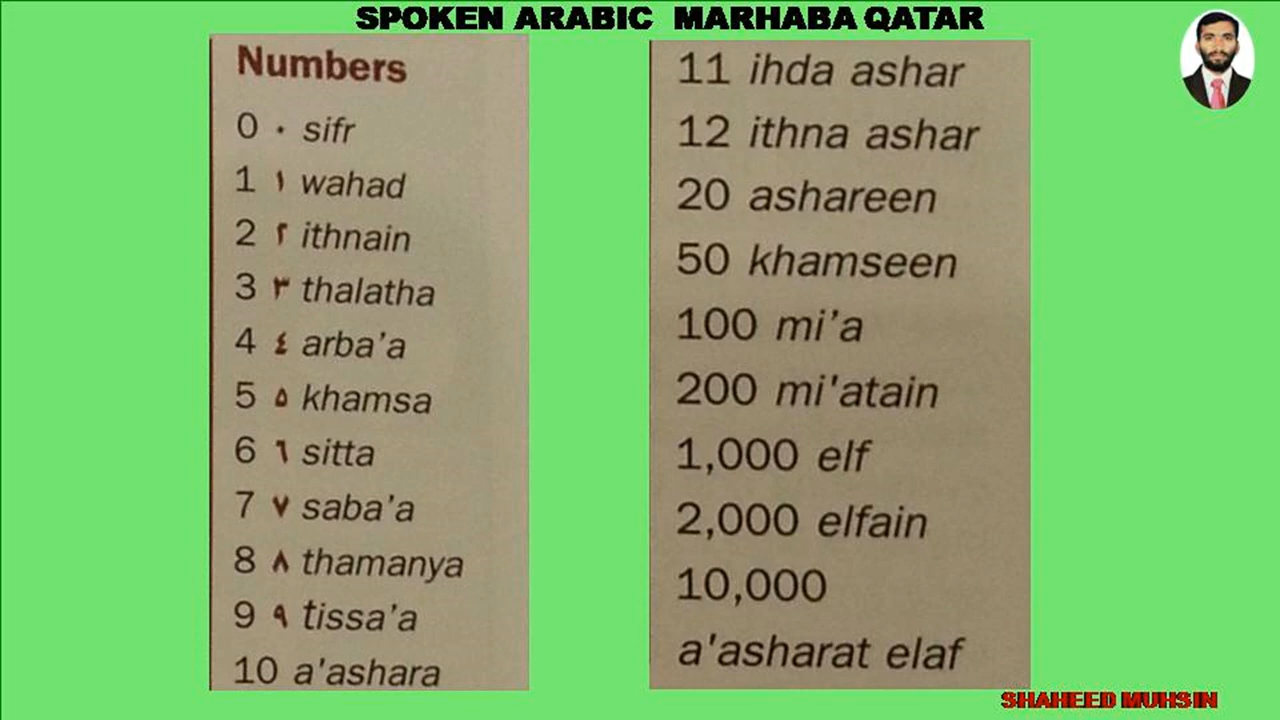 SPOKEN ARABIC MARHABA QATAR
Numbers
0 ٠ sifr
1 ١ wahad
2 ٢ ithnain
3 ٣ thalatha
4 ٤ arba’a
5 ٥ khamsa
6 ٦ sitta
7 ٧ saba’a
8 ٨ thamanya
9 ٩ tissa’a
10 a'ashara
11 ihda ashar
12 ithna ashar
20 ashareen
50 khamseen
100 mi’a
200 mi'atain
1,000 elf
2,000 elfain
10,000
a'asharat elaf
SHAHEED MUHSIN